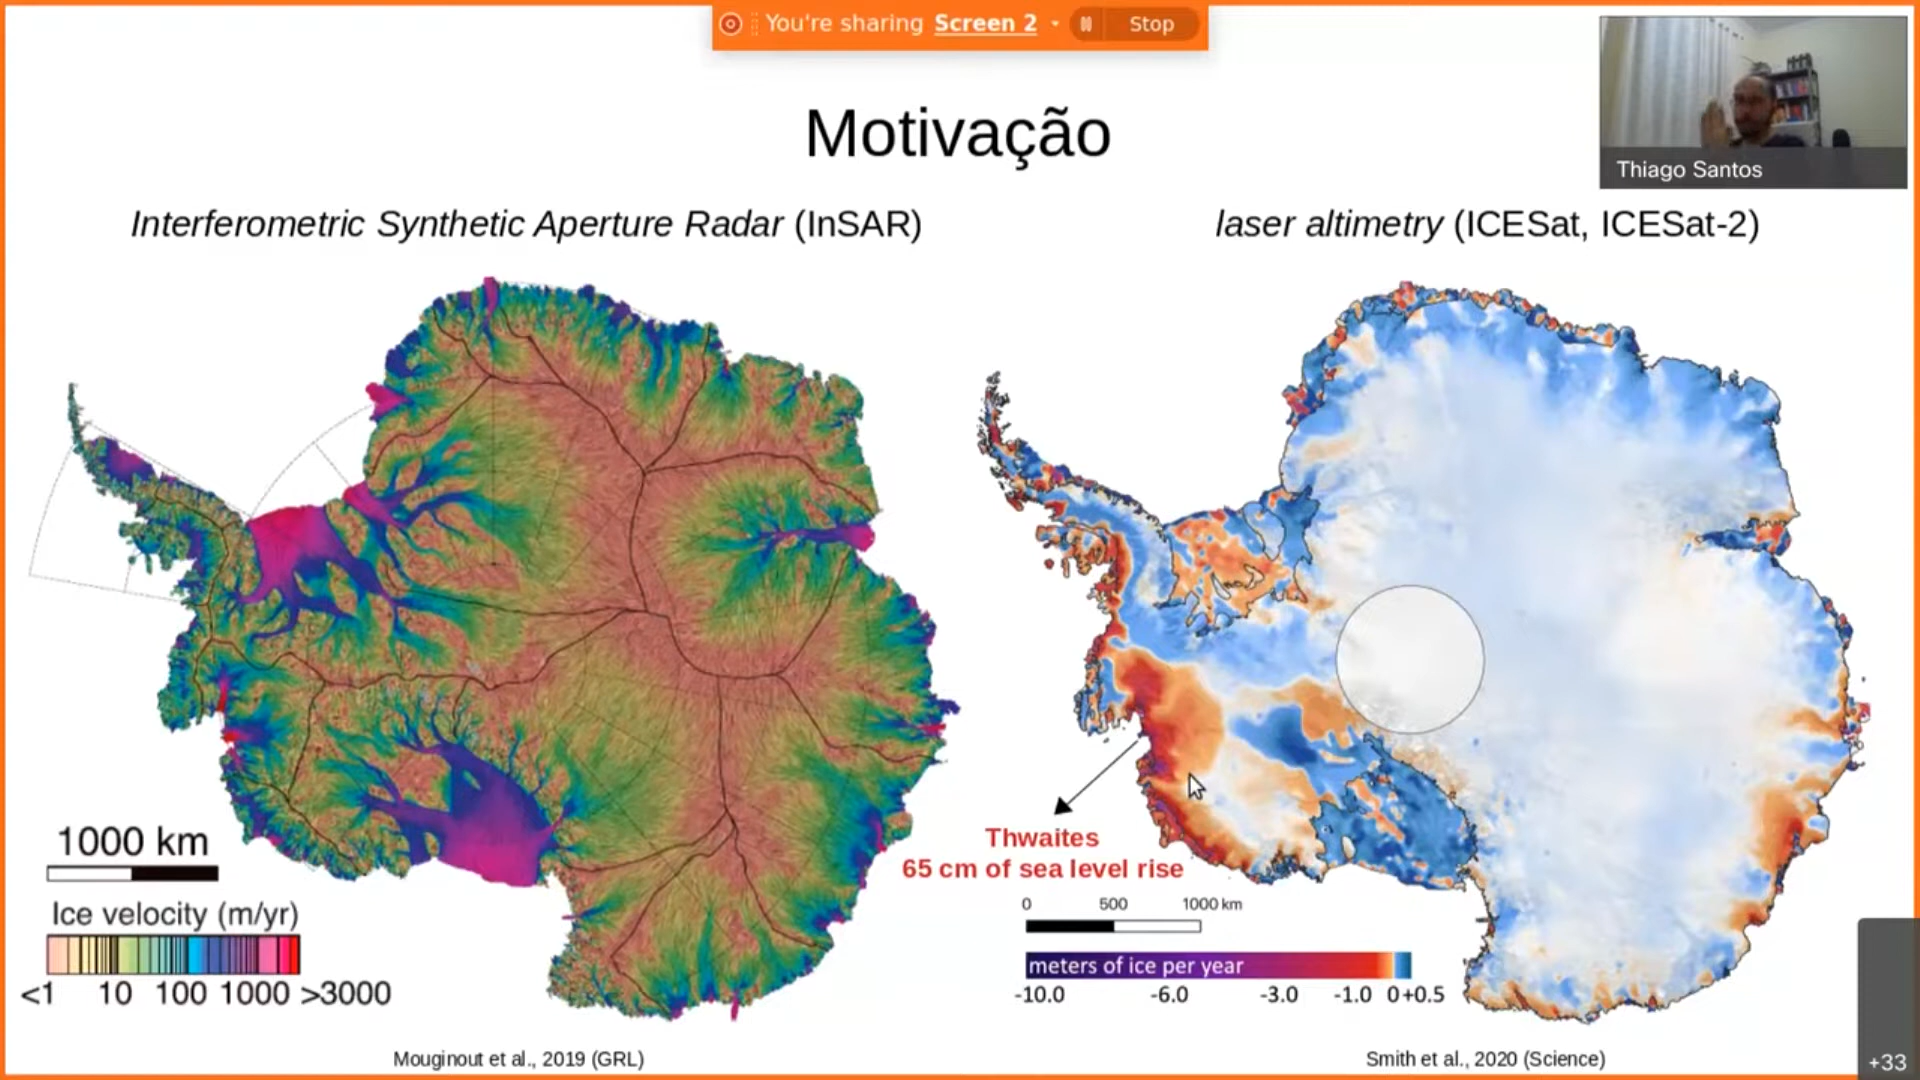 You're sharing Screen 2 Stop
Motivação
Thiago Santos
Interferometric Synthetic Aperture Radar (InSAR)
laser altimetry (ICESat, ICESat-2)
1000 km
Ice velocity (m/yr)
<1 10 100 1000 >3000
Thwaites
65 cm of sea level rise
0 500 1000 km
meters of ice per year
-10.0 -6.0 -3.0 -1.0 0 +0.5
Mouginout et al., 2019 (GRL)
Smith et al., 2020 (Science)
+33